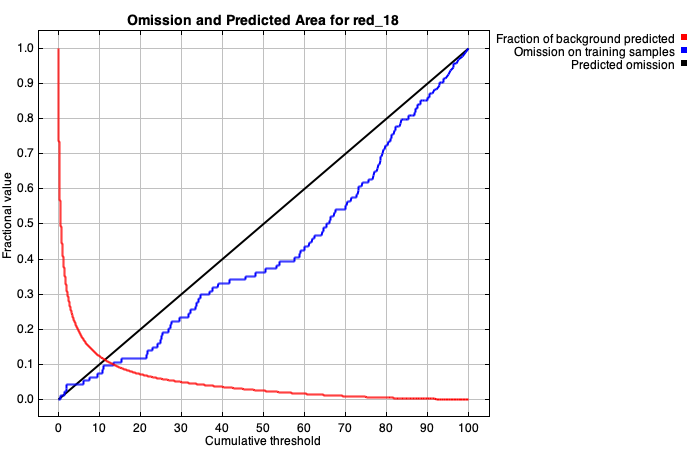 Omission and Predicted Area for red_18
Fraction of background predicted
Omission on training samples
Predicted omission
Fractional value
1.0
0.9
0.8
0.7
0.6
0.5
0.4
0.3
0.2
0.1
0.0
0 10 20 30 40 50 60 70 80 90 100
Cumulative threshold